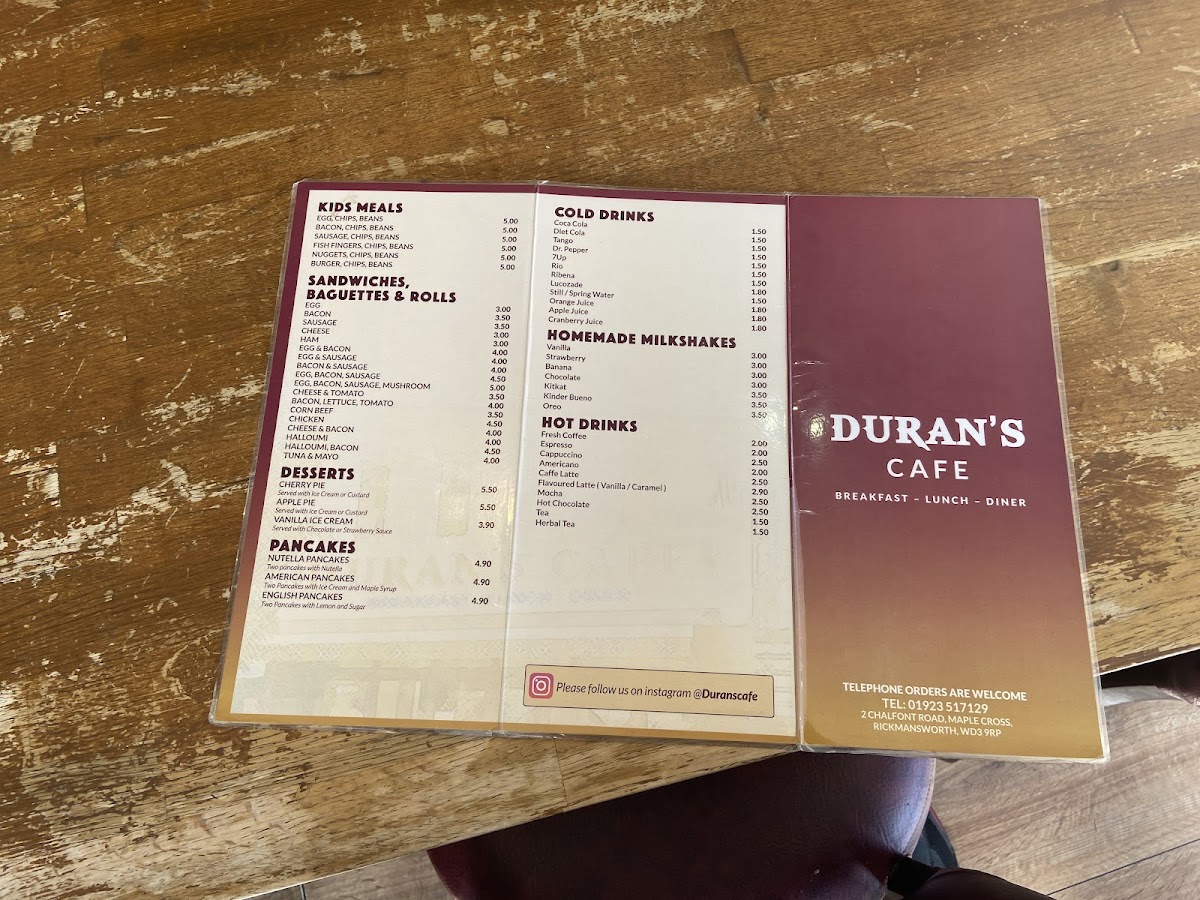 KIDS MEALS
EGG, CHIPS, BEANS 5.00
BACON, CHIPS, BEANS 5.00
SAUSAGE, CHIPS, BEANS 5.00
FISH FINGERS, CHIPS, BEANS 5.00
NUGGETS, CHIPS, BEANS 5.00
BURGER, CHIPS, BEANS 5.00
SANDWICHES,
BAGUETTES & ROLLS
EGG 3.00
BACON 3.50
SAUSAGE 3.50
CHEESE 3.00
HAM 3.00
EGG & BACON 4.00
EGG & SAUSAGE 4.00
BACON & SAUSAGE 4.00
EGG, BACON, SAUSAGE 4.50
EGG, BACON, SAUSAGE, MUSHROOM 5.00
CHEESE & TOMATO 3.50
BACON, LETTUCE, TOMATO 4.00
CORN BEEF 3.50
CHICKEN 4.50
CHEESE & BACON 4.00
HALLOUMI 4.00
HALLOUMI, BACON 4.50
TUNA & MAYO 4.00
DESSERTS
CHERRY PIE 5.50
Served with Ice Cream or Custard
APPLE PIE 5.50
Served with Ice Cream or Custard
VANILLA ICE CREAM 3.90
Served with Chocolate or Strawberry Sauce
PANCAKES
NUTELLA PANCAKES 4.90
Two pancakes with Nutella
AMERICAN PANCAKES 4.90
Two Pancakes with Ice Cream and Maple Syrup
ENGLISH PANCAKES 4.90
Two Pancakes with Lemon and Sugar
COLD DRINKS
Coca Cola 1.50
Diet Cola 1.50
Tango 1.50
Dr. Pepper 1.50
7Up 1.50
Rio 1.50
Ribena 1.50
Lucozade 1.80
Still / Spring Water 1.50
Orange Juice 1.80
Apple Juice 1.80
Cranberry Juice 1.80
HOMEMADE MILKSHAKES
Vanilla 3.00
Strawberry 3.00
Banana 3.00
Chocolate 3.00
Kitkat 3.50
Kinder Bueno 3.50
Oreo 3.50
HOT DRINKS
Fresh Coffee 2.00
Espresso 2.00
Cappuccino 2.50
Americano 2.00
Caffe Latte 2.50
Flavoured Latte ( Vanilla / Caramel ) 2.90
Mocha 2.50
Hot Chocolate 2.50
Tea 1.50
Herbal Tea 1.50
Please follow us on instagram @Duranscafe
DURAN'S
CAFE
BREAKFAST – LUNCH – DINER
TELEPHONE ORDERS ARE WELCOME
TEL: 01923 517129
2 CHALFONT ROAD, MAPLE CROSS,
RICKMANSWORTH, WD3 9RP